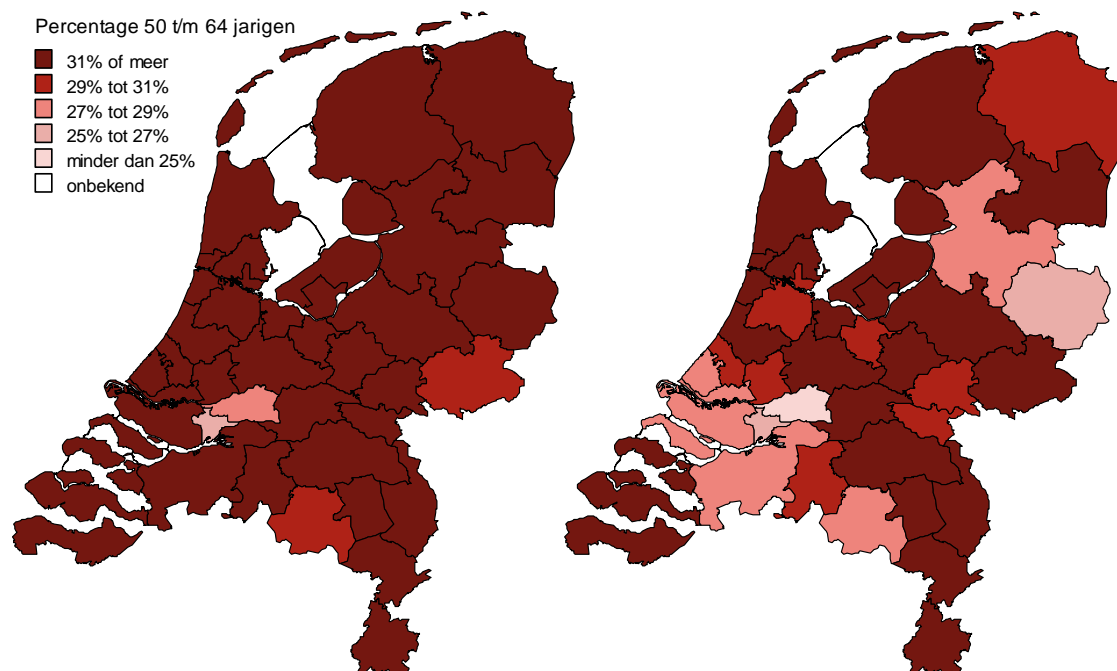 Percentage 50 t/m 64 jarigen
31% of meer
29% tot 31%
27% tot 29%
25% tot 27%
minder dan 25%
onbekend